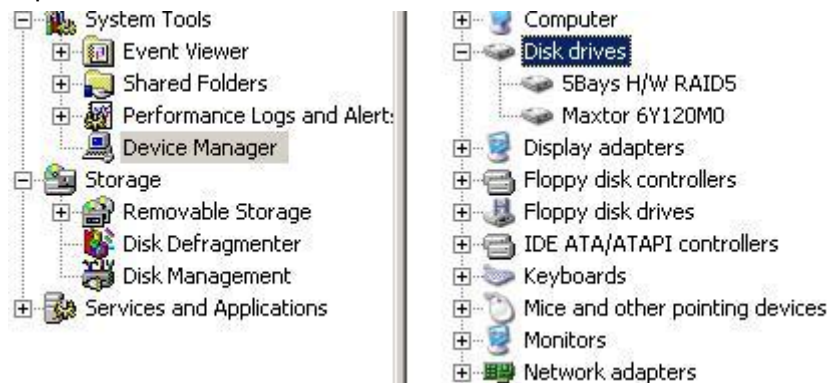 System Tools
Event Viewer
Shared Folders
Performance Logs and Alert:
Device Manager
Storage
Removable Storage
Disk Defragmenter
Disk Management
Services and Applications
Computer
Disk drives
5Bays H/W RAID5
Maxtor 6Y120M0
Display adapters
Floppy disk controllers
Floppy disk drives
IDE ATA/ATAPI controllers
Keyboards
Mice and other pointing devices
Monitors
Network adapters